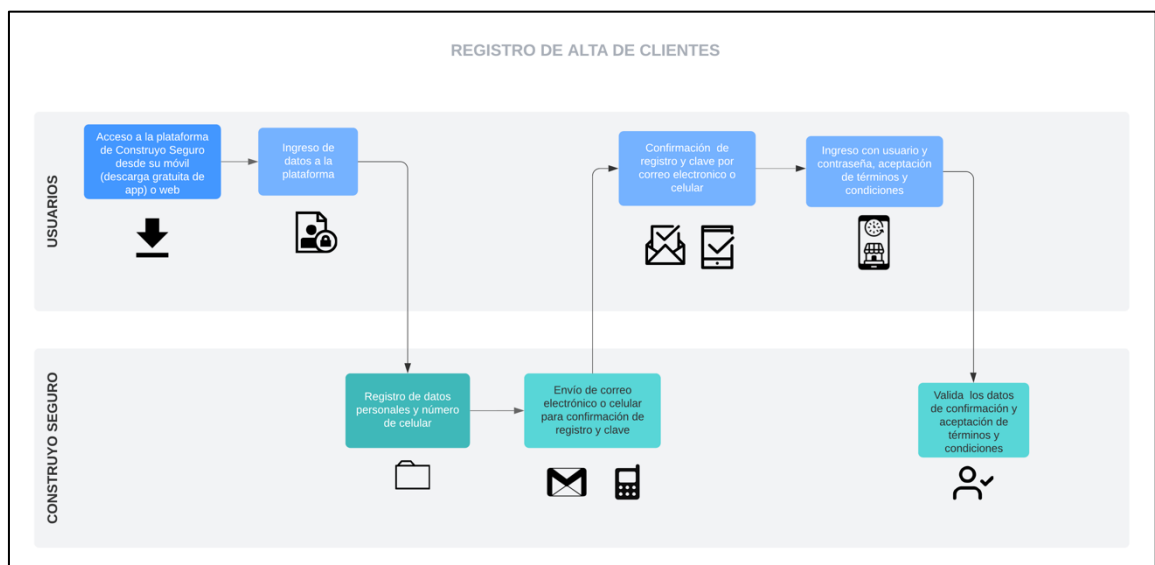 REGISTRO DE ALTA DE CLIENTES
USUARIOS
Acceso a la plataforma
de Construyo Seguro
desde su móvil
(descarga gratuita de
app) o web
Ingreso de
datos a la
plataforma
Confirmación de
registro y clave por
correo electronico o
celular
Ingreso con usuario y
contraseña, aceptación
de términos y
condiciones
CONSTRUYO SEGURO
Registro de datos
personales y número
de celular
Envío de correo
electrónico o celular
para confirmación de
registro y clave
Valida los datos
de confirmación y
aceptación de
términos y
condiciones